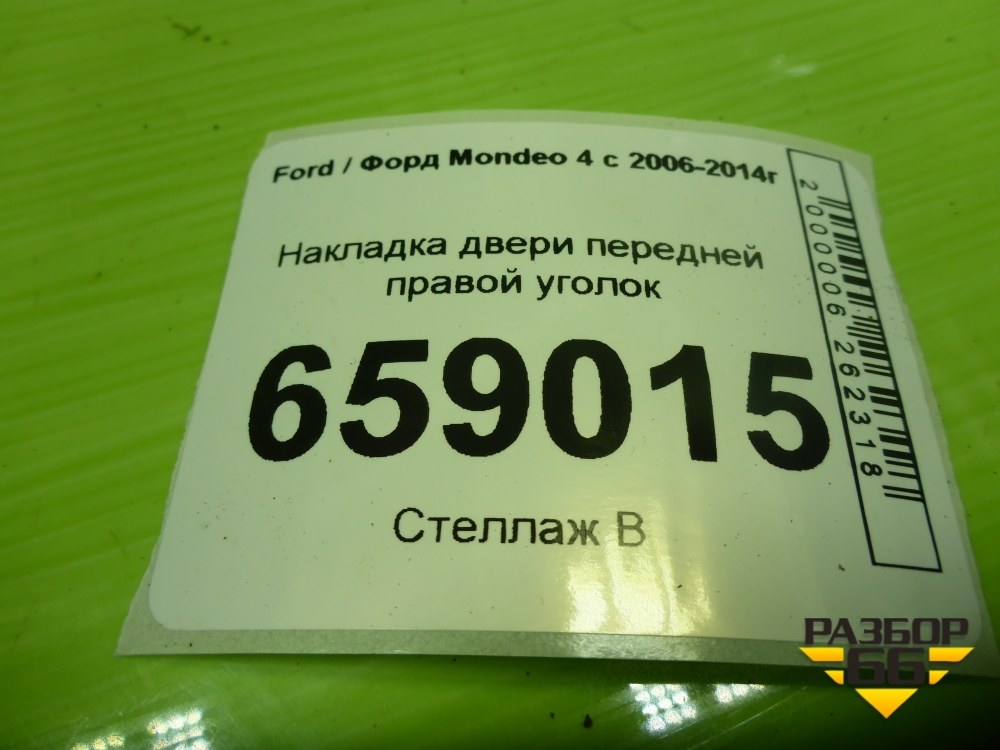 Ford / Форд Mondeo 4 с 2006-2014г
Накладка двери передней
правой уголок
659015
Стеллаж В
2000006262318
РАЗБОР
66